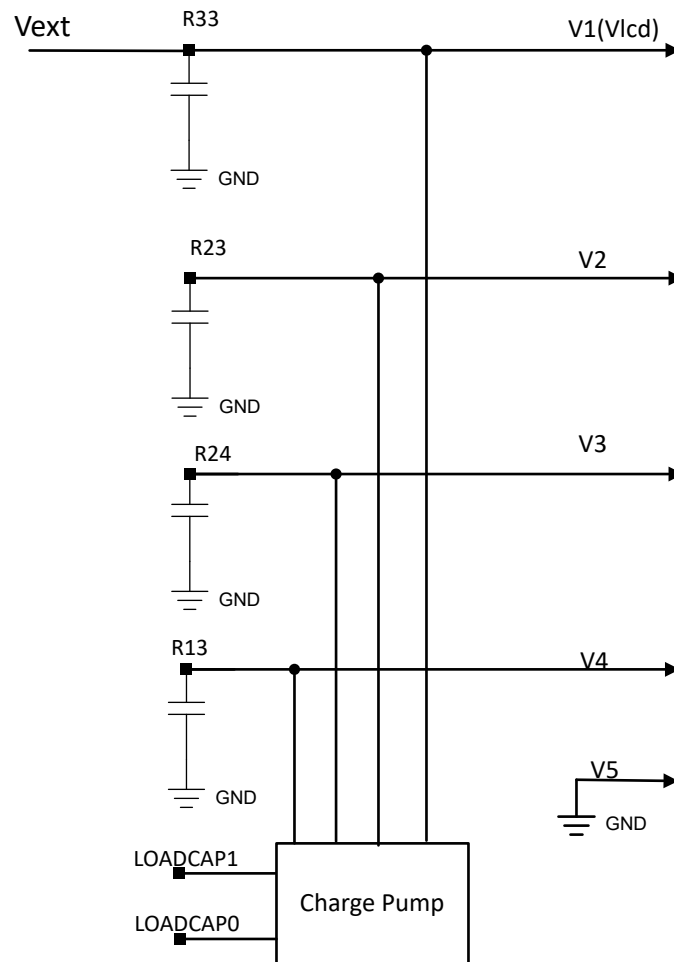 Vext
R33
V1(Vlcd)
GND
R23
V2
GND
R24
V3
GND
R13
V4
V5
GND
GND
LOADCAP1
Charge Pump
LOADCAP0